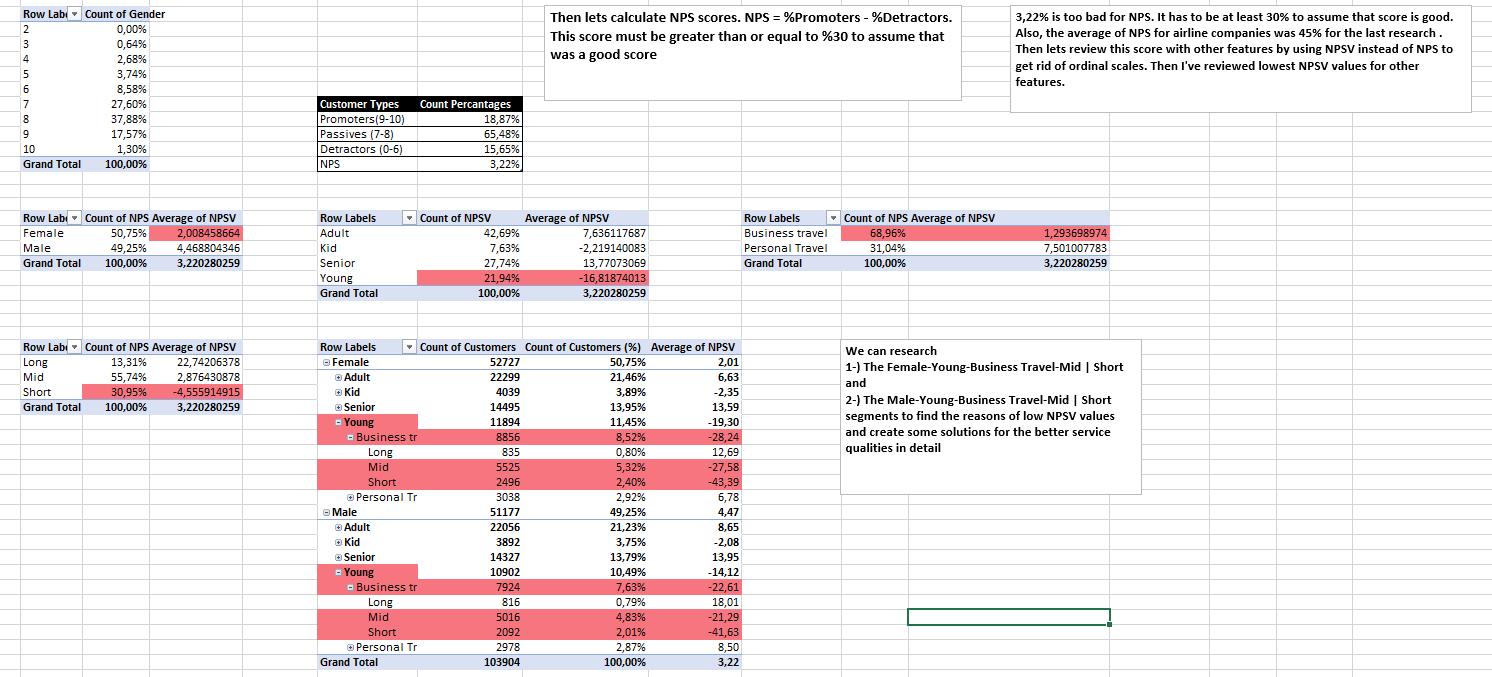 Row Labe Count of Gender
2 0,00%
3 0,64%
4 2,68%
5 3,74%
6 8,58%
7 27,60%
8 37,88%
9 17,57%
10 1,30%
Grand Total 100,00%
Then lets calculate NPS scores. NPS = %Promoters - %Detractors.
This score must be greater than or equal to %30 to assume that
was a good score
3,22% is too bad for NPS. It has to be at least 30% to assume that score is good.
Also, the average of NPS for airline companies was 45% for the last research .
Then lets review this score with other features by using NPSV instead of NPS to
get rid of ordinal scales. Then I've reviewed lowest NPSV values for other
features.
Customer Types Count Percantages
Promoters(9-10) 18,87%
Passives (7-8) 65,48%
Detractors (0-6) 15,65%
NPS 3,22%
Row Labe Count of NPS Average of NPSV
Female 50,75% 2,008458664
Male 49,25% 4,468804346
Grand Total 100,00% 3,220280259
Row Labels Count of NPSV Average of NPSV
Adult 42,69% 7,636117687
Kid 7,63% -2,219140083
Senior 27,74% 13,77073069
Young 21,94% -16,81874013
Grand Total 100,00% 3,220280259
Row Labels Count of NPS Average of NPSV
Business travel 68,96% 1,293698974
Personal Travel 31,04% 7,501007783
Grand Total 100,00% 3,220280259
Row Labe Count of NPS Average of NPSV
Long 13,31% 22,74206378
Mid 55,74% 2,876430878
Short 30,95% -4,555914915
Grand Total 100,00% 3,220280259
Row Labels Count of Customers Count of Customers (%) Average of NPSV
Female 52727 50,75% 2,01
Adult 22299 21,46% 6,63
Kid 4039 3,89% -2,35
Senior 14495 13,95% 13,59
Young 11894 11,45% -19,30
Business tr 8856 8,52% -28,24
Long 835 0,80% 12,69
Mid 5525 5,32% -27,58
Short 2496 2,40% -43,39
Personal Tr 3038 2,92% 6,78
Male 51177 49,25% 4,47
Adult 22056 21,23% 8,65
Kid 3892 3,75% -2,08
Senior 14327 13,79% 13,95
Young 10902 10,49% -14,12
Business tr 7924 7,63% -22,61
Long 816 0,79% 18,01
Mid 5016 4,83% -21,29
Short 2092 2,01% -41,63
Personal Tr 2978 2,87% 8,50
Grand Total 103904 100,00% 3,22
We can research
1-) The Female-Young-Business Travel-Mid | Short
and
2-) The Male-Young-Business Travel-Mid | Short
segments to find the reasons of low NPSV values
and create some solutions for the better service
qualities in detail